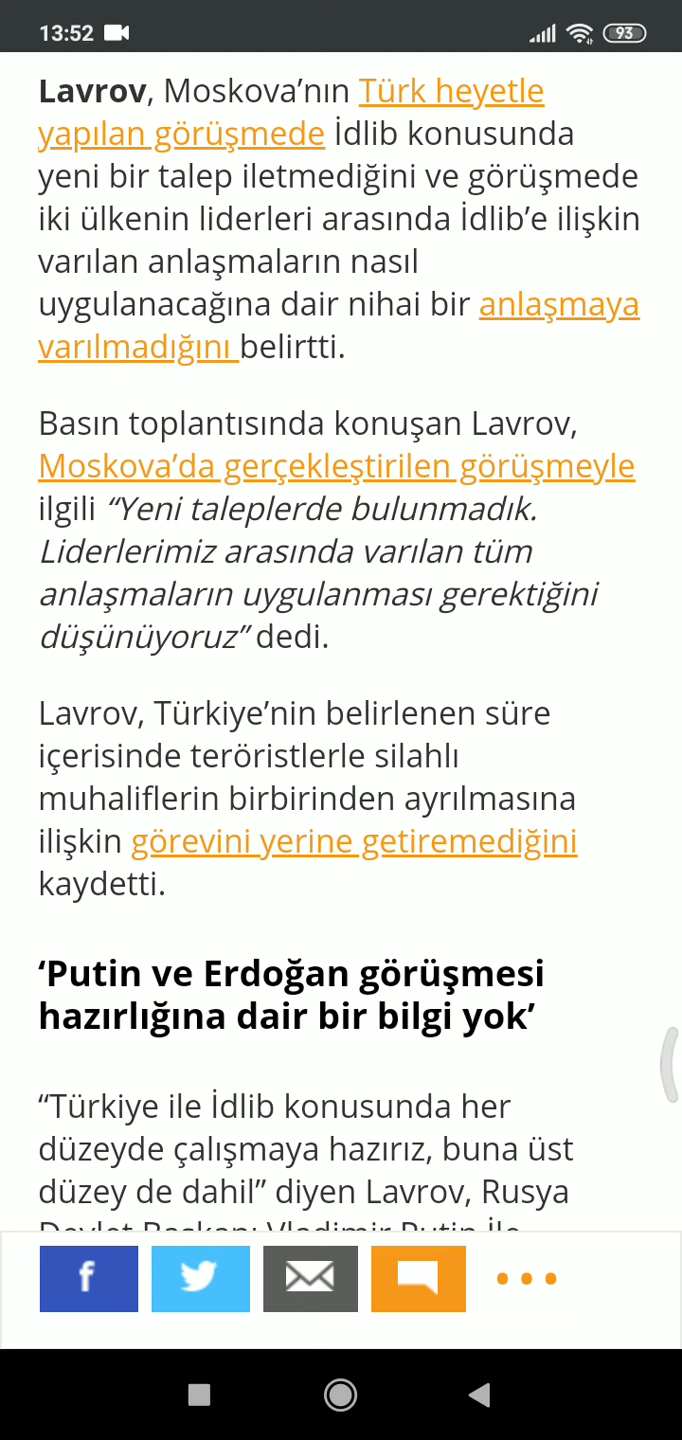 13:52
93
Lavrov, Moskova’nın Türk heyetle
yapılan görüşmede İdlib konusunda
yeni bir talep iletmediğini ve görüşmede
iki ülkenin liderleri arasında İdlib’e ilişkin
varılan anlaşmaların nasıl
uygulanacağına dair nihai bir anlaşmaya
varılmadığını belirtti.
Basın toplantısında konuşan Lavrov,
Moskova’da gerçekleştirilen görüşmeyle
ilgili “Yeni taleplerde bulunmadık.
Liderlerimiz arasında varılan tüm
anlaşmaların uygulanması gerektiğini
düşünüyoruz” dedi.
Lavrov, Türkiye’nin belirlenen süre
içerisinde teröristlerle silahlı
muhaliflerin birbirinden ayrılmasına
ilişkin görevini yerine getiremediğini
kaydetti.
‘Putin ve Erdoğan görüşmesi
hazırlığına dair bir bilgi yok’
“Türkiye ile İdlib konusunda her
düzeyde çalışmaya hazırız, buna üst
düzey de dahil” diyen Lavrov, Rusya
Devlet Başkanı Vladimir Putin ile